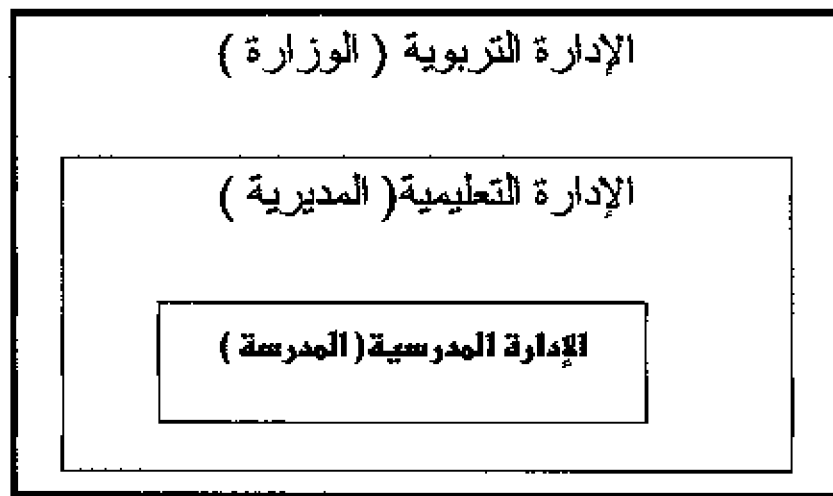 الإدارة التربوية ( الوزارة )
الإدارة التعليمية( المديرية )
الإدارة المدرسية( المدرسة )